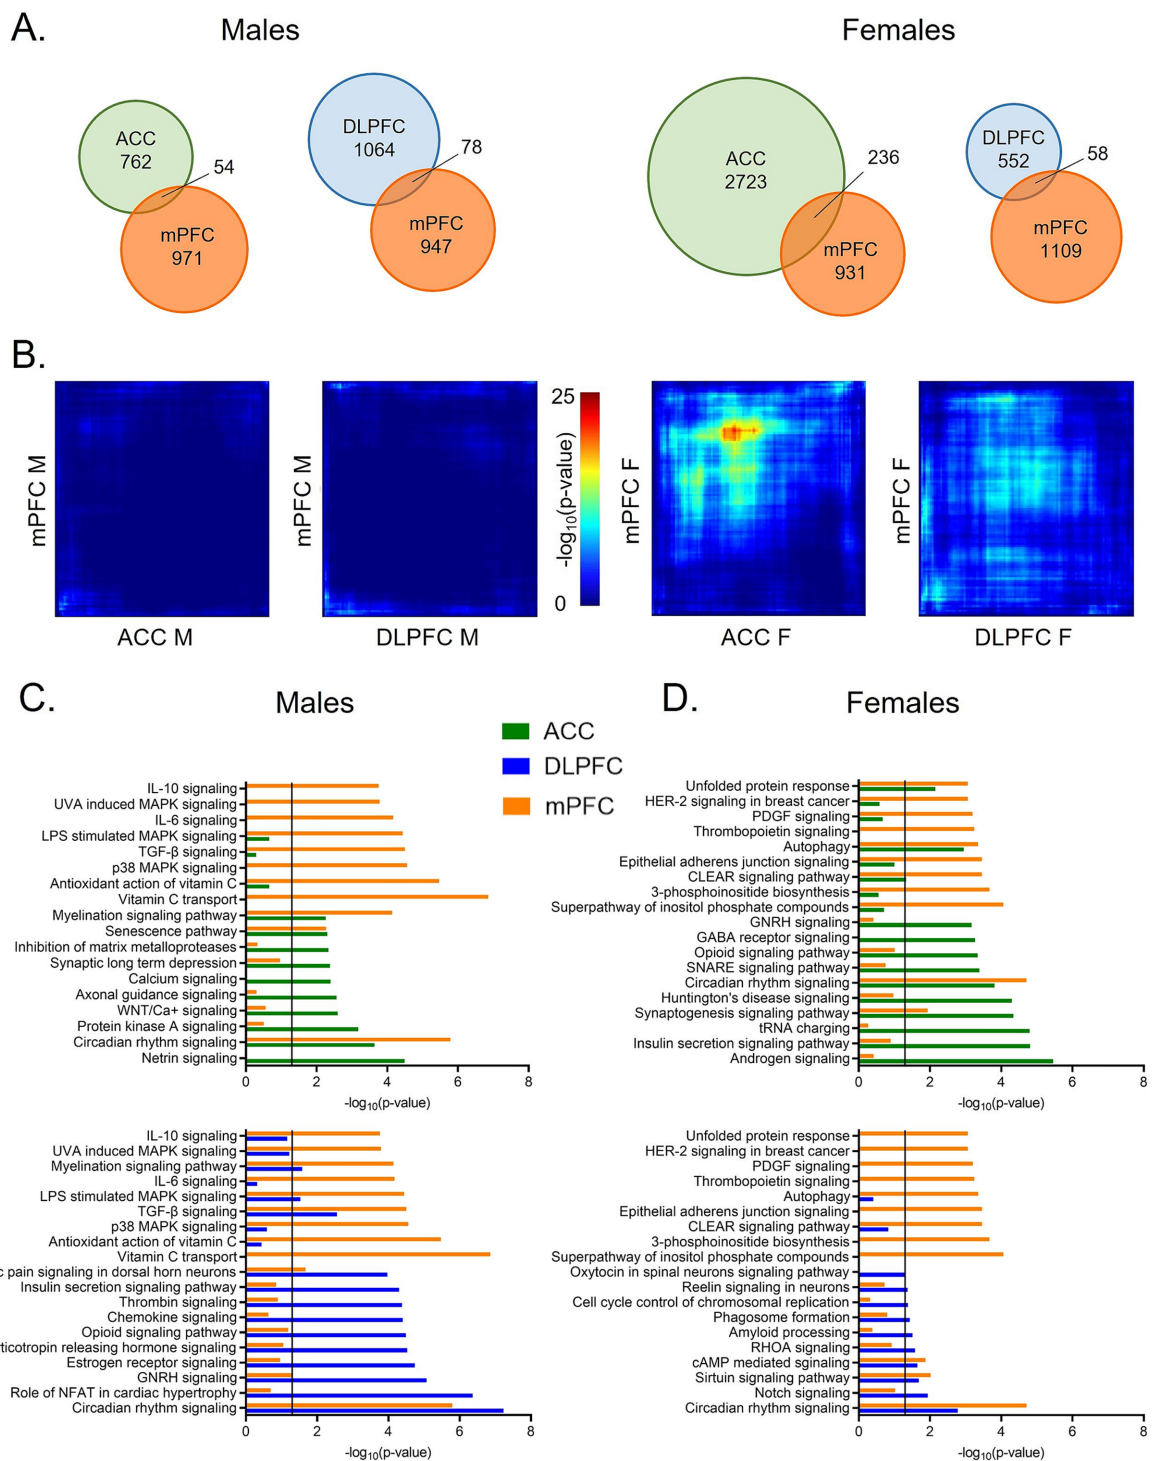 A.
Males
Females
ACC
762
54
mPFC
971
DLPFC
1064
78
mPFC
947
ACC
2723
236
mPFC
931
DLPFC
552
58
mPFC
1109
B.
mPFC M
ACC M
mPFC M
DLPFC M
25
-log10(p-value)
0
mPFC F
ACC F
mPFC F
DLPFC F
C.
Males
ACC
DLPFC
mPFC
D.
Females
IL-10 signaling
UVA induced MAPK signaling
IL-6 signaling
LPS stimulated MAPK signaling
TGF-β signaling
p38 MAPK signaling
Antioxidant action of vitamin C
Vitamin C transport
Myelination signaling pathway
Senescence pathway
Inhibition of matrix metalloproteases
Synaptic long term depression
Calcium signaling
Axonal guidance signaling
WNT/Ca+ signaling
Protein kinase A signaling
Circadian rhythm signaling
Netrin signaling
0 2 4 6 8
-log10(p-value)
Unfolded protein response
HER-2 signaling in breast cancer
PDGF signaling
Thrombopoietin signaling
Autophagy
Epithelial adherens junction signaling
CLEAR signaling pathway
3-phosphoinositide biosynthesis
Superpathway of inositol phosphate compounds
GNRH signaling
GABA receptor signaling
Opioid signaling pathway
SNARE signaling pathway
Circadian rhythm signaling
Huntington's disease signaling
Synaptogenesis signaling pathway
tRNA charging
Insulin secretion signaling pathway
Androgen signaling
0 2 4 6 8
-log10(p-value)
IL-10 signaling
UVA induced MAPK signaling
Myelination signaling pathway
IL-6 signaling
LPS stimulated MAPK signaling
TGF-β signaling
p38 MAPK signaling
Antioxidant action of vitamin C
Vitamin C transport
c pain signaling in dorsal horn neurons
Insulin secretion signaling pathway
Thrombin signaling
Chemokine signaling
Opioid signaling pathway
rticotropin releasing hormone signaling
Estrogen receptor signaling
GNRH signaling
Role of NFAT in cardiac hypertrophy
Circadian rhythm signaling
0 2 4 6 8
-log10(p-value)
Unfolded protein response
HER-2 signaling in breast cancer
PDGF signaling
Thrombopoietin signaling
Autophagy
Epithelial adherens junction signaling
CLEAR signaling pathway
3-phosphoinositide biosynthesis
Superpathway of inositol phosphate compounds
Oxytocin in spinal neurons signaling pathway
Reelin signaling in neurons
Cell cycle control of chromosomal replication
Phagosome formation
Amyloid processing
RHOA signaling
cAMP mediated signaling
Sirtuin signaling pathway
Notch signaling
Circadian rhythm signaling
0 2 4 6 8
-log10(p-value)